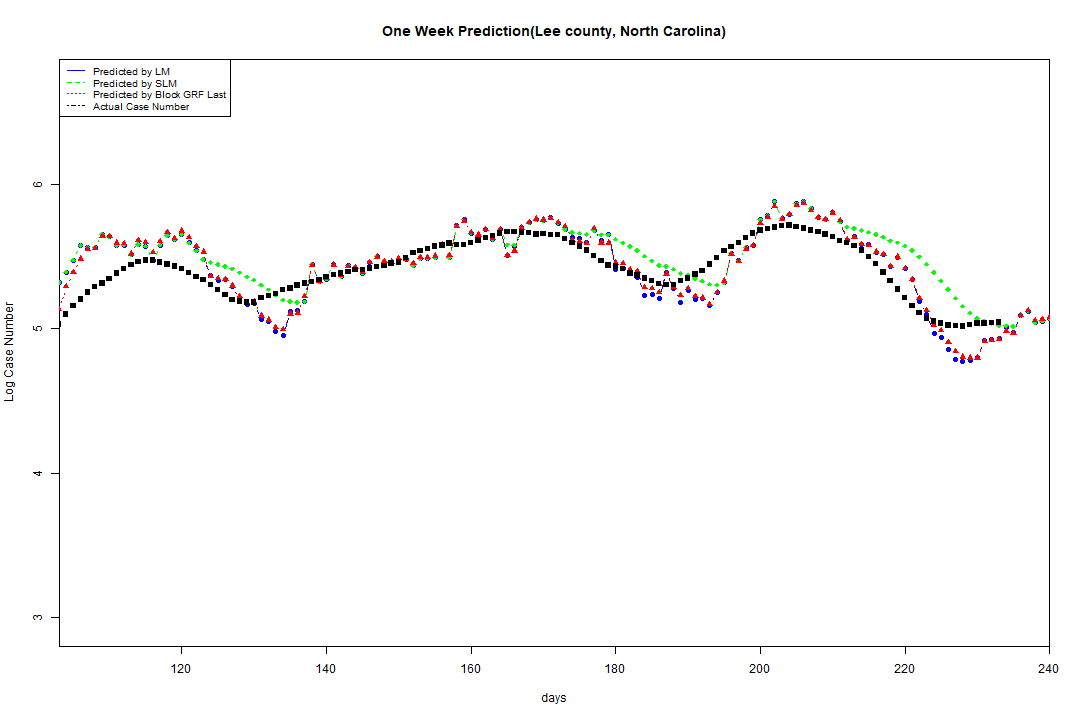 One Week Prediction(Lee county, North Carolina)
Predicted by LM
Predicted by SLM
Predicted by Block GRF Last
Actual Case Number
6
5
4
3
Log Case Number
120 140 160 180 200 220 240
days